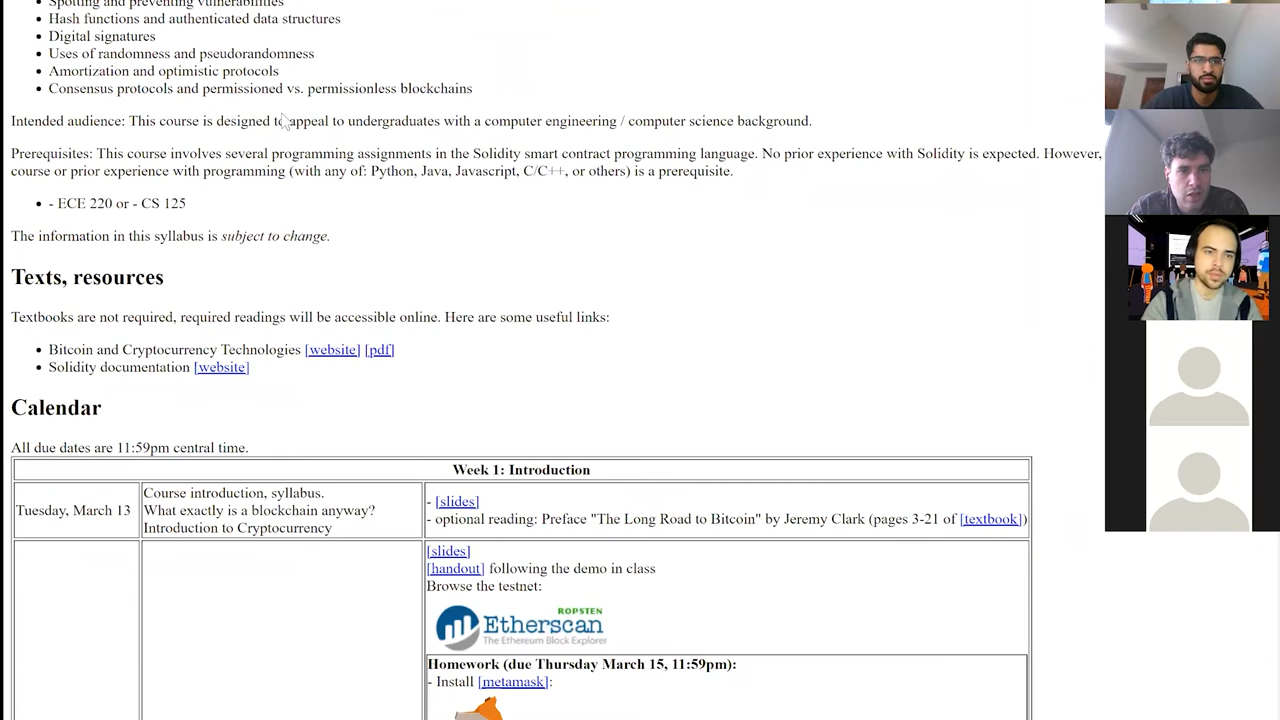 Spotting and preventing vulnerabilities
Hash functions and authenticated data structures
Digital signatures
Uses of randomness and pseudorandomness
Amortization and optimistic protocols
Consensus protocols and permissioned vs. permissionless blockchains
Intended audience: This course is designed to appeal to undergraduates with a computer engineering / computer science background.
Prerequisites: This course involves several programming assignments in the Solidity smart contract programming language. No prior experience with Solidity is expected. However,
course or prior experience with programming (with any of: Python, Java, Javascript, C/C++, or others) is a prerequisite.
- ECE 220 or - CS 125
The information in this syllabus is subject to change.
Texts, resources
Textbooks are not required, required readings will be accessible online. Here are some useful links:
Bitcoin and Cryptocurrency Technologies [website] [pdf]
Solidity documentation [website]
Calendar
All due dates are 11:59pm central time.
Week 1: Introduction
Tuesday, March 13
Course introduction, syllabus.
What exactly is a blockchain anyway?
Introduction to Cryptocurrency
- [slides]
- optional reading: Preface "The Long Road to Bitcoin" by Jeremy Clark (pages 3-21 of [textbook])
[slides]
[handout] following the demo in class
Browse the testnet:
ROPSTEN
Etherscan
The Ethereum Block Explorer
Homework (due Thursday March 15, 11:59pm):
- Install [metamask]: